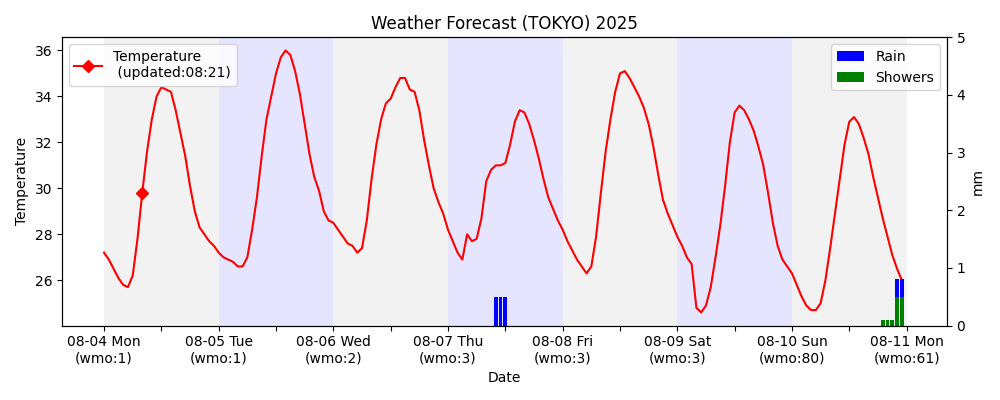 Weather Forecast (TOKYO) 2025
Temperature
(updated:08:21)
Rain
Showers
Temperature
36
34
32
30
28
26
5
4
3
2
1
0
mm
08-04 Mon
(wmo:1)
08-05 Tue
(wmo:1)
08-06 Wed
(wmo:2)
08-07 Thu
(wmo:3)
08-08 Fri
(wmo:3)
08-09 Sat
(wmo:3)
08-10 Sun
(wmo:80)
08-11 Mon
(wmo:61)
Date